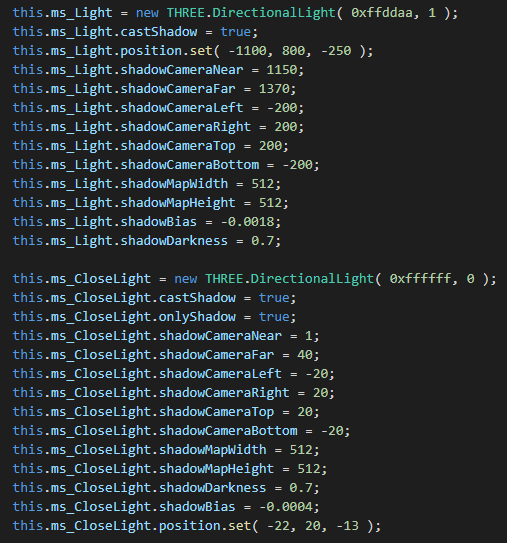 this.ms_Light = new THREE.DirectionalLight( 0xffddaa, 1 );
this.ms_Light.castShadow = true;
this.ms_Light.position.set( -1100, 800, -250 );
this.ms_Light.shadowCameraNear = 1150;
this.ms_Light.shadowCameraFar = 1370;
this.ms_Light.shadowCameraLeft = -200;
this.ms_Light.shadowCameraRight = 200;
this.ms_Light.shadowCameraTop = 200;
this.ms_Light.shadowCameraBottom = -200;
this.ms_Light.shadowMapWidth = 512;
this.ms_Light.shadowMapHeight = 512;
this.ms_Light.shadowBias = -0.0018;
this.ms_Light.shadowDarkness = 0.7;
this.ms_CloseLight = new THREE.DirectionalLight( 0xffffff, 0 );
this.ms_CloseLight.castShadow = true;
this.ms_CloseLight.onlyShadow = true;
this.ms_CloseLight.shadowCameraNear = 1;
this.ms_CloseLight.shadowCameraFar = 40;
this.ms_CloseLight.shadowCameraLeft = -20;
this.ms_CloseLight.shadowCameraRight = 20;
this.ms_CloseLight.shadowCameraTop = 20;
this.ms_CloseLight.shadowCameraBottom = -20;
this.ms_CloseLight.shadowMapWidth = 512;
this.ms_CloseLight.shadowMapHeight = 512;
this.ms_CloseLight.shadowDarkness = 0.7;
this.ms_CloseLight.shadowBias = -0.0004;
this.ms_CloseLight.position.set( -22, 20, -13 );